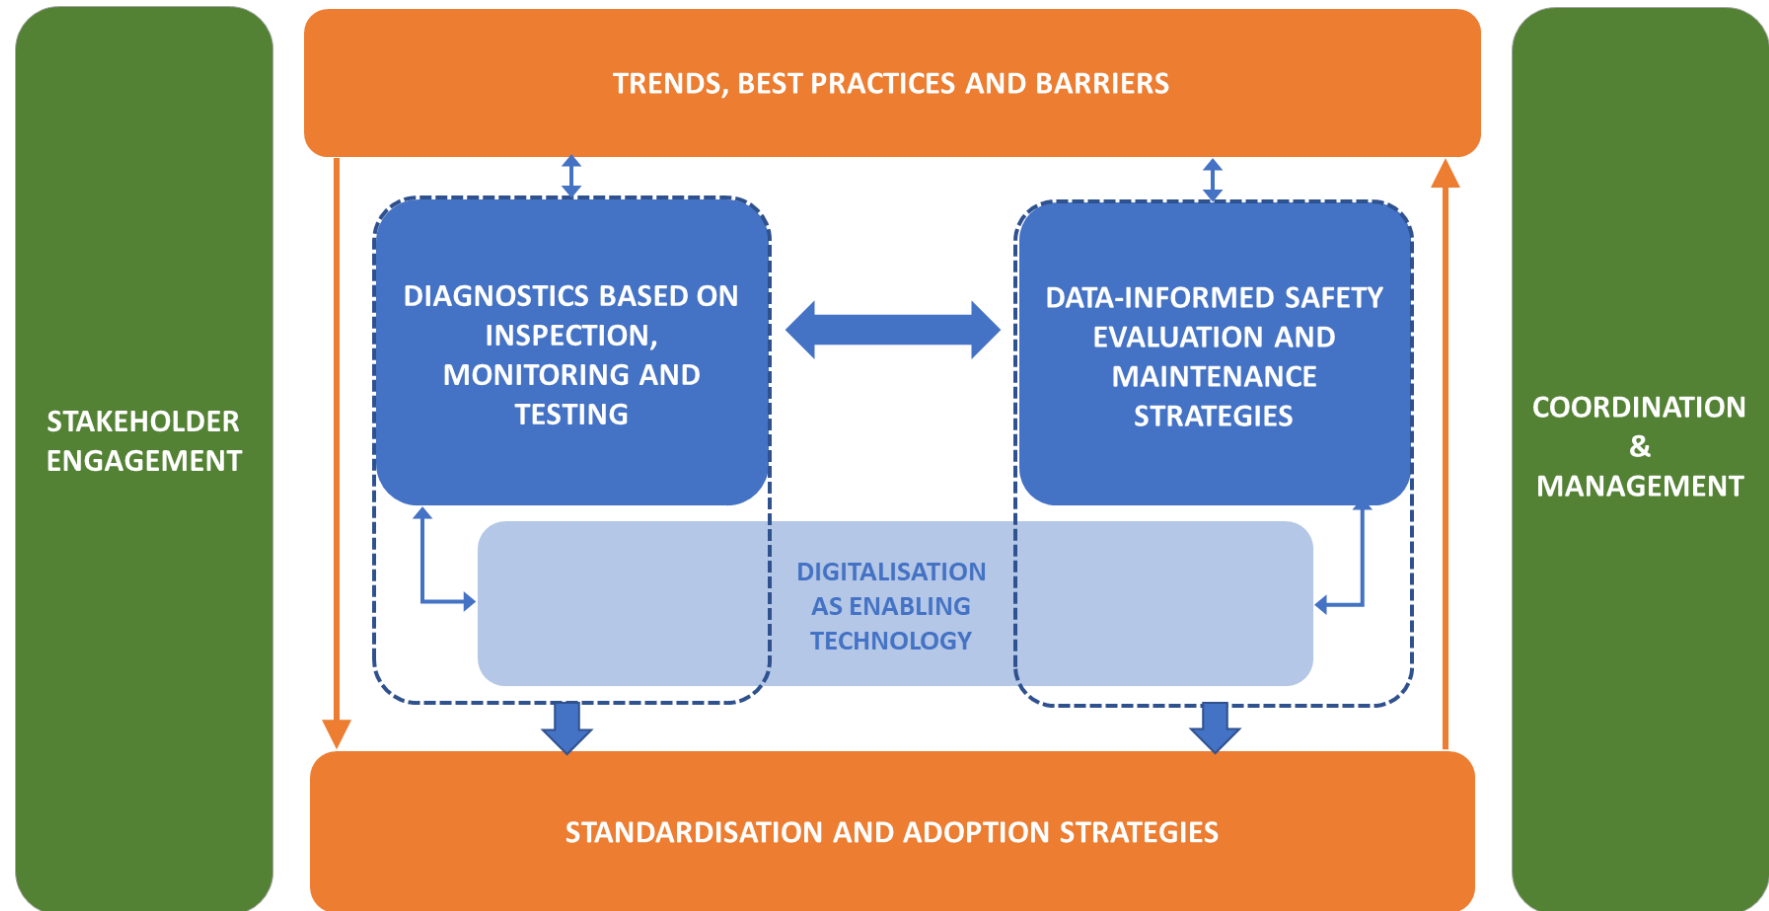 TRENDS, BEST PRACTICES AND BARRIERS
STAKEHOLDER
ENGAGEMENT
DIAGNOSTICS BASED ON
INSPECTION,
MONITORING AND
TESTING
DATA-INFORMED SAFETY
EVALUATION AND
MAINTENANCE
STRATEGIES
COORDINATION
&
MANAGEMENT
DIGITALISATION
AS ENABLING
TECHNOLOGY
STANDARDISATION AND ADOPTION STRATEGIES